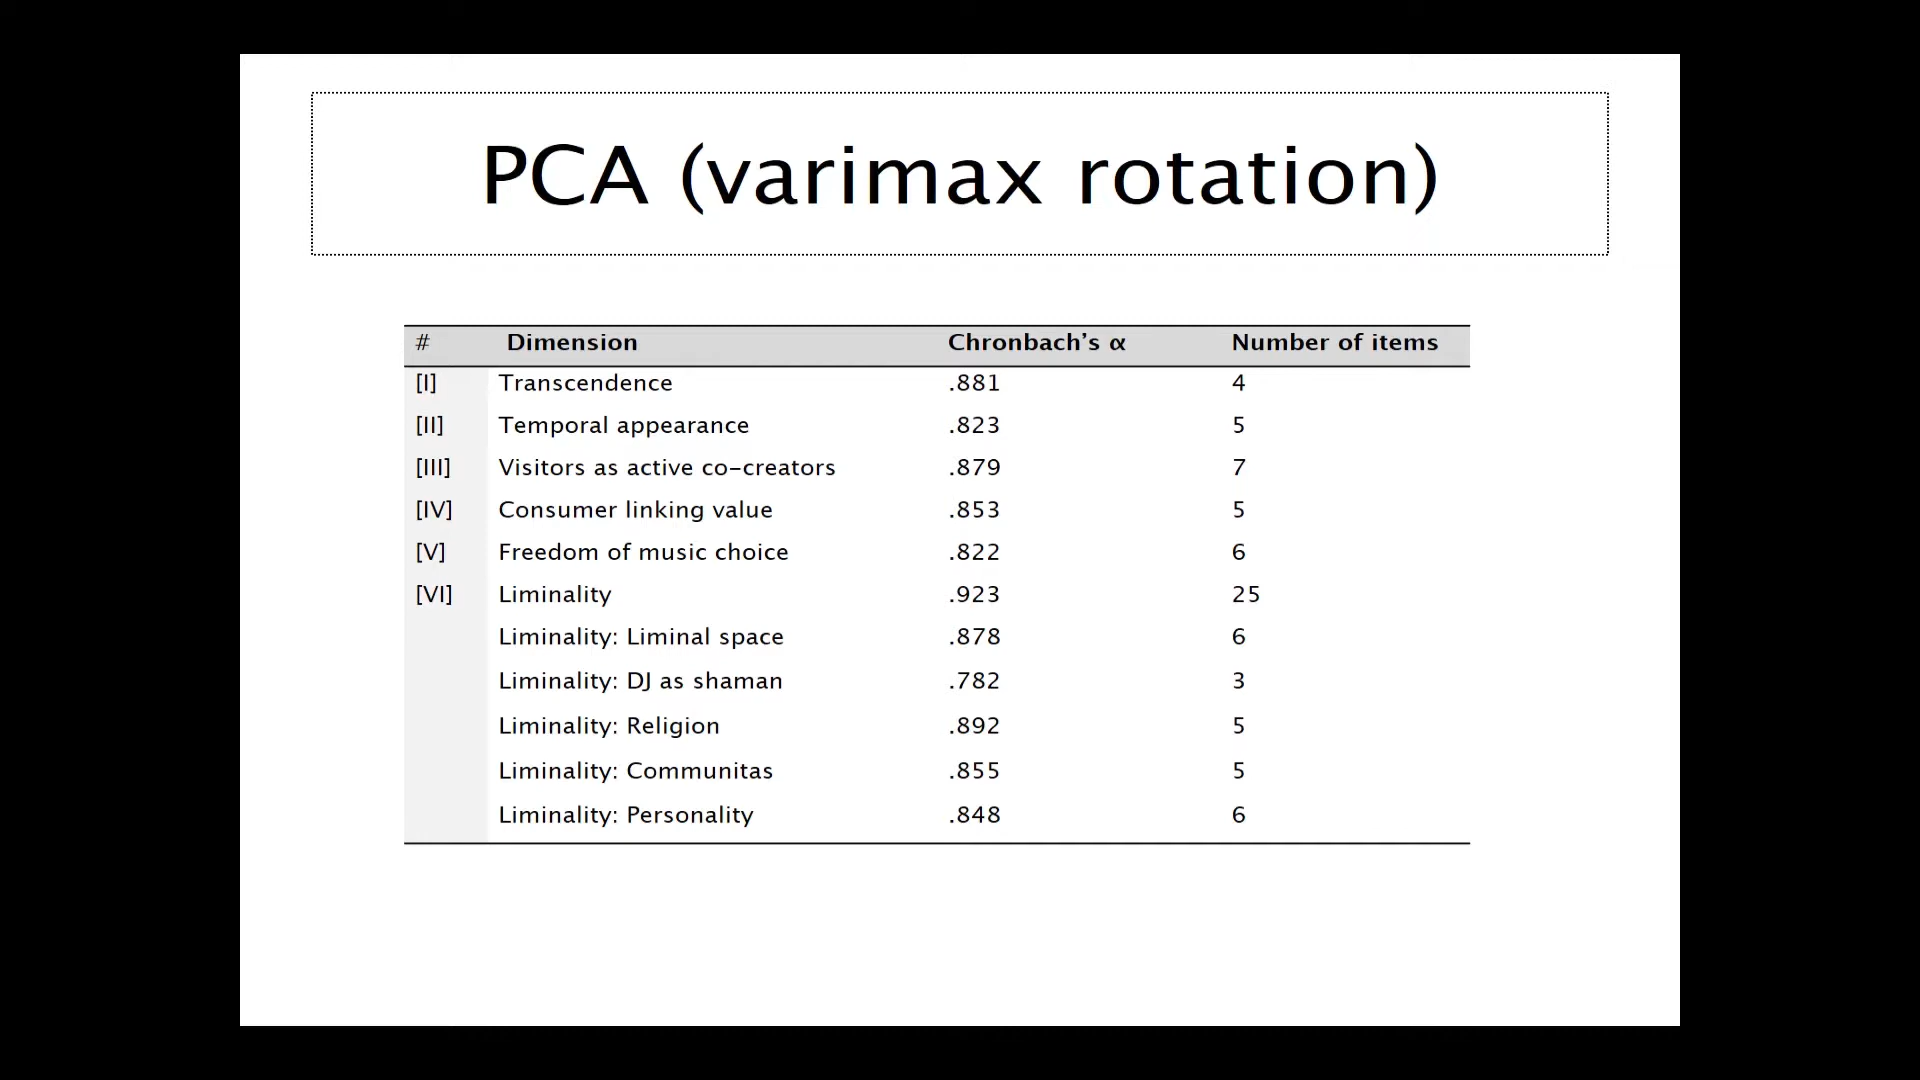 PCA (varimax rotation)
# Dimension Chronbach’s α Number of items
[I] Transcendence .881 4
[II] Temporal appearance .823 5
[III] Visitors as active co–creators .879 7
[IV] Consumer linking value .853 5
[V] Freedom of music choice .822 6
[VI] Liminality .923 25
Liminality: Liminal space .878 6
Liminality: DJ as shaman .782 3
Liminality: Religion .892 5
Liminality: Communitas .855 5
Liminality: Personality .848 6